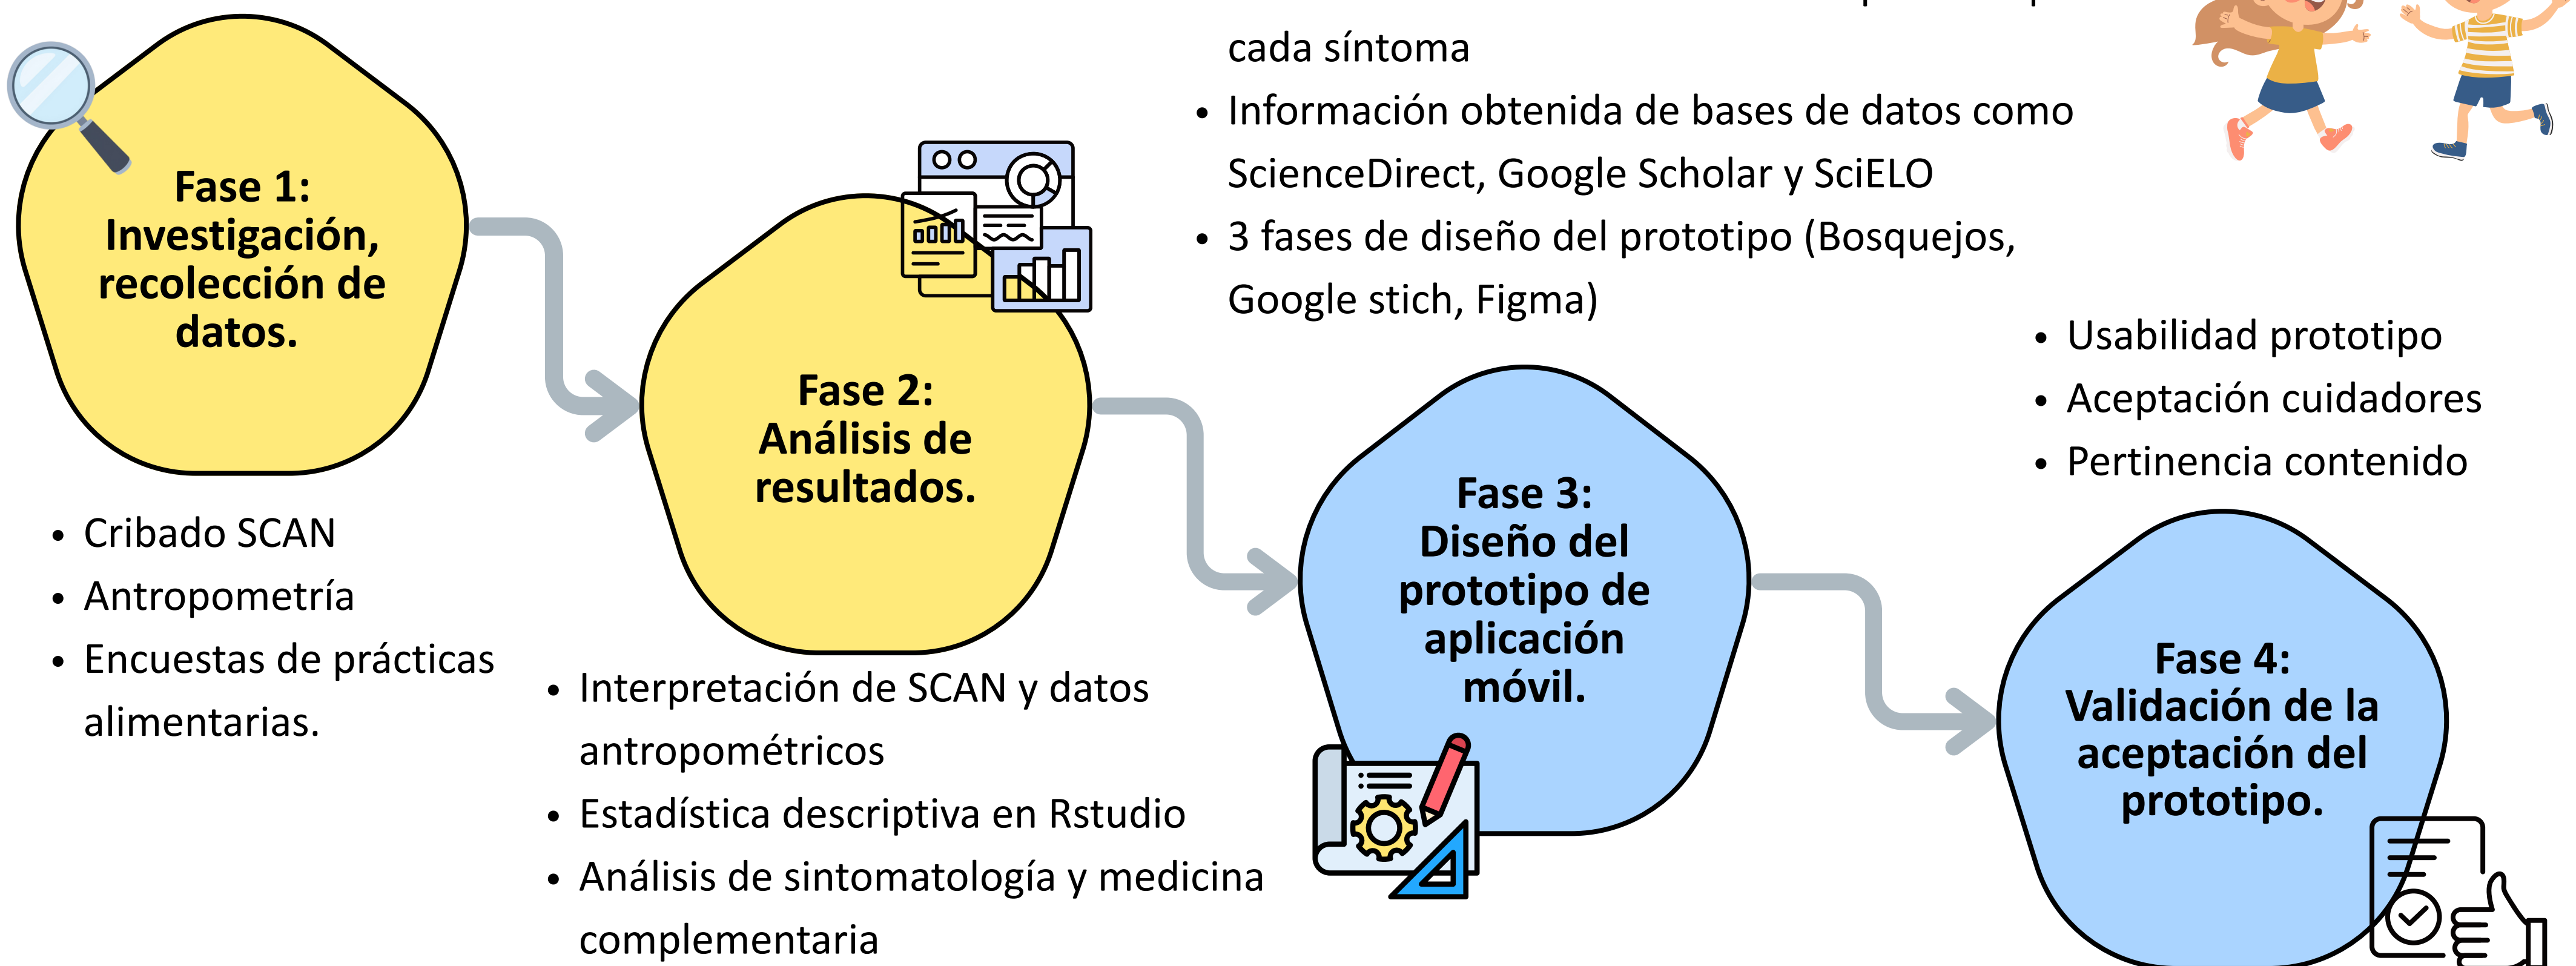 Fase 1:
Investigación,
recolección de
datos.
• Cribado SCAN
• Antropometría
• Encuestas de prácticas
alimentarias.
Fase 2:
Análisis de
resultados.
• Interpretación de SCAN y datos
antropométricos
• Estadística descriptiva en Rstudio
• Análisis de sintomatología y medicina
complementaria
cada síntoma
• Información obtenida de bases de datos como
ScienceDirect, Google Scholar y SciELO
• 3 fases de diseño del prototipo (Bosquejos,
Google stich, Figma)
Fase 3:
Diseño del
prototipo de
aplicación
móvil.
• Usabilidad prototipo
• Aceptación cuidadores
• Pertinencia contenido
Fase 4:
Validación de la
aceptación del
prototipo.